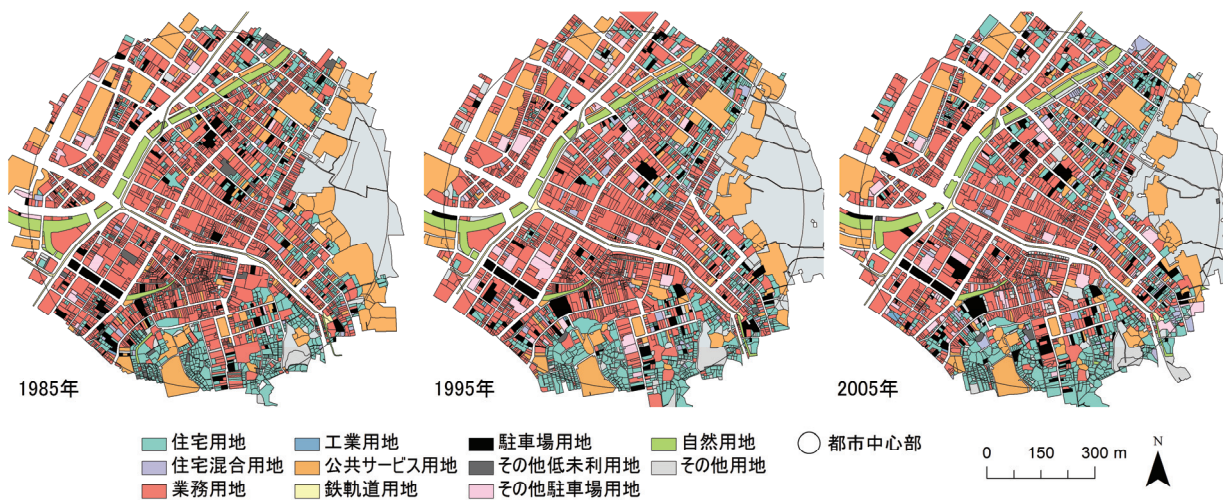 1985年
1995年
2005年
住宅用地
工業用地
駐車場用地
自然用地
都市中心部
住宅混合用地
公共サービス用地
その他低未利用地
その他用地
業務用地
鉄軌道用地
その他駐車場用地
0 150 300 m
N